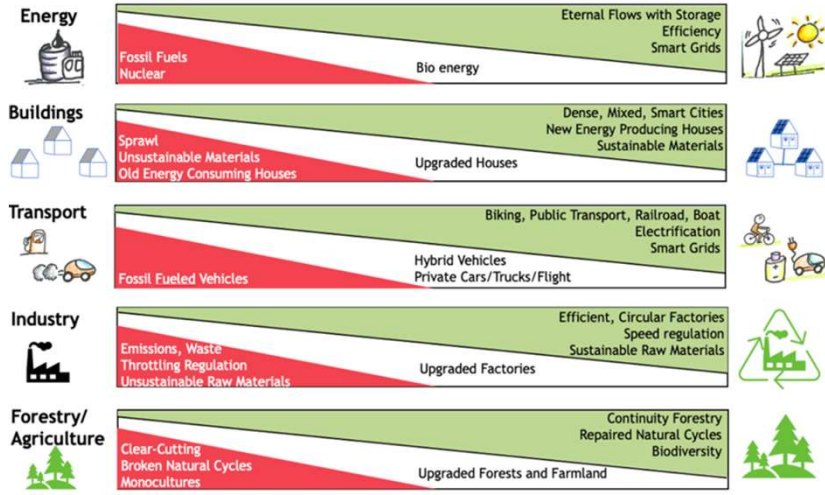 Energy
Eternal Flows with Storage
Efficiency
Smart Grids
Fossil Fuels
Nuclear
Bio energy
Buildings
Dense, Mixed, Smart Cities
New Energy Producing Houses
Sustainable Materials
Sprawl
Unsustainable Materials
Old Energy Consuming Houses
Upgraded Houses
Transport
Biking, Public Transport, Railroad, Boat
Electrification
Smart Grids
Hybrid Vehicles
Private Cars/Trucks/Flight
Fossil Fueled Vehicles
Industry
Efficient, Circular Factories
Speed regulation
Sustainable Raw Materials
Emissions, Waste
Throttling Regulation
Unsustainable Raw Materials
Upgraded Factories
Forestry/
Agriculture
Continuity Forestry
Repaired Natural Cycles
Biodiversity
Clear-Cutting
Broken Natural Cycles
Monocultures
Upgraded Forests and Farmland